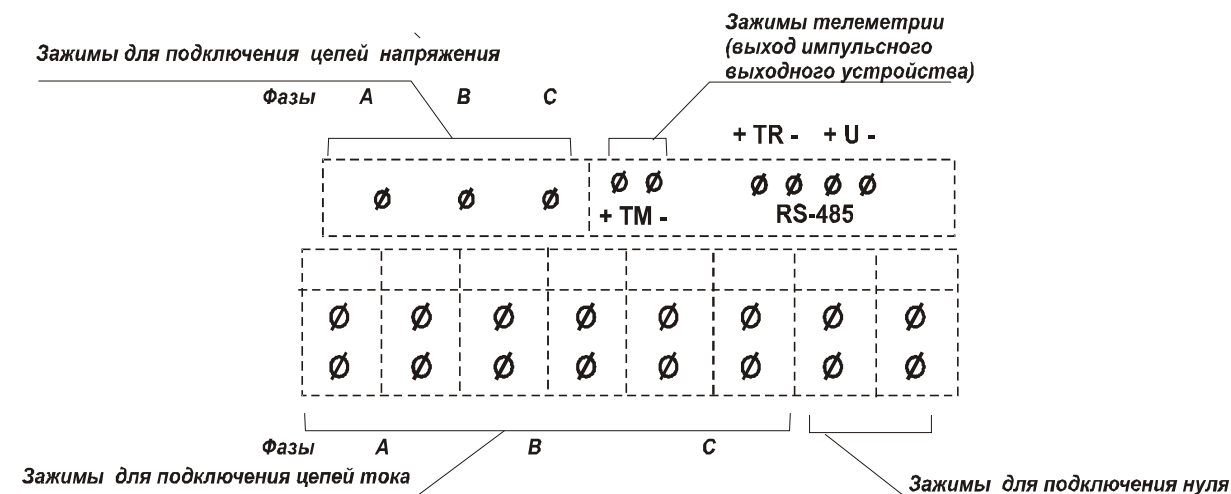 Зажимы телеметрии
(выход импульсного
выходного устройства)
Зажимы для подключения цепей напряжения
Фазы A B C
+ TR - + U -
+ TM -
RS-485
Фазы A B C
Зажимы для подключения цепей тока
Зажимы для подключения нуля